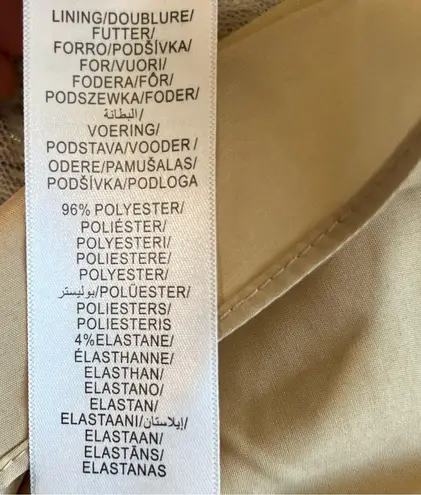 LINING/DOUBLURE/
FUTTER/
FORRO/PODŠÍVKA/
FOR/VUORI/
FODERA/FÔR/
PODSZEWKA/FODER/
البطانة/
VOERING/
PODSTAVA/VOODER/
ODERE/PAMUŠALAS/
PODŠÍVKA/PODLOGA
96% POLYESTER/
POLIÉSTER/
POLYESTERI/
POLIESTERE/
POLYESTER/
بوليستر/POLÜESTER/
POLIESTERS/
POLIESTERIS
4%ELASTANE/
ÉLASTHANNE/
ELASTHAN/
ELASTANO/
ELASTAN/
ELASTAANI/إيلاستان/
ELASTAAN/
ELASTĀNS/
ELASTANAS